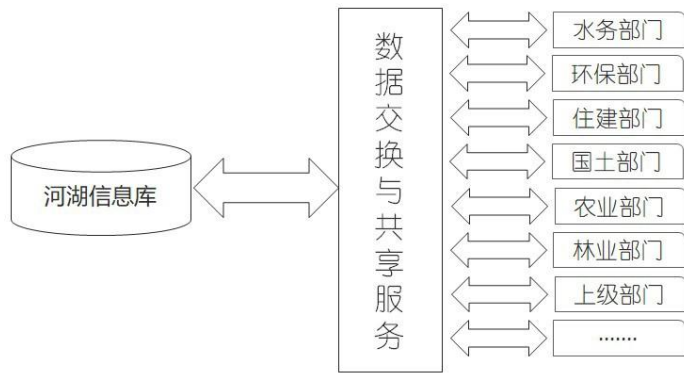 河湖信息库
数据交换与共享服务
水务部门
环保部门
住建部门
国土部门
农业部门
林业部门
上级部门
.......